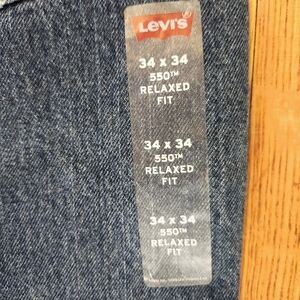 Levi's®
34 x 34
550™
RELAXED
FIT
34 x 34
550™
RELAXED
FIT
34 x 34
550™
RELAXED
FIT